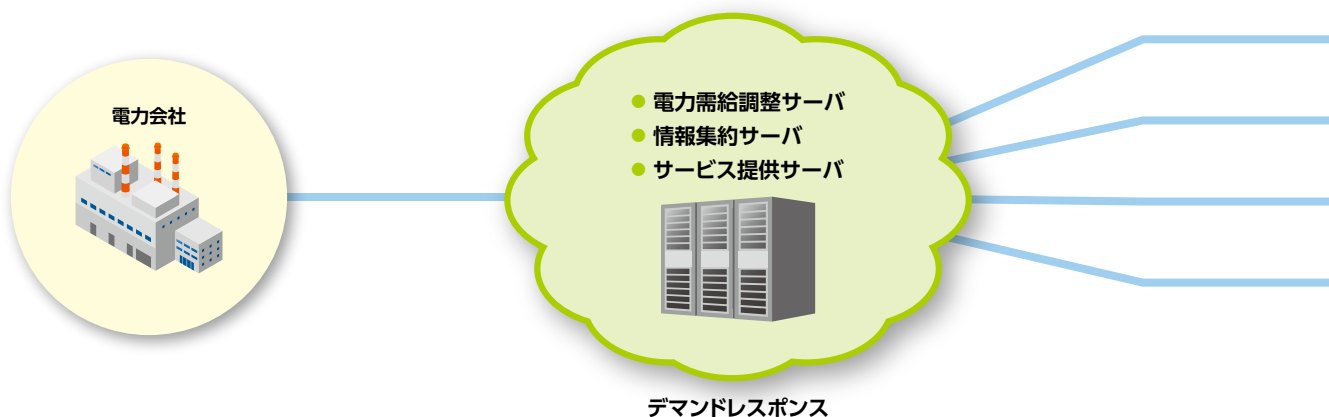 電力会社
● 電力需給調整サーバ
● 情報集約サーバ
● サービス提供サーバ
デマンドレスポンス